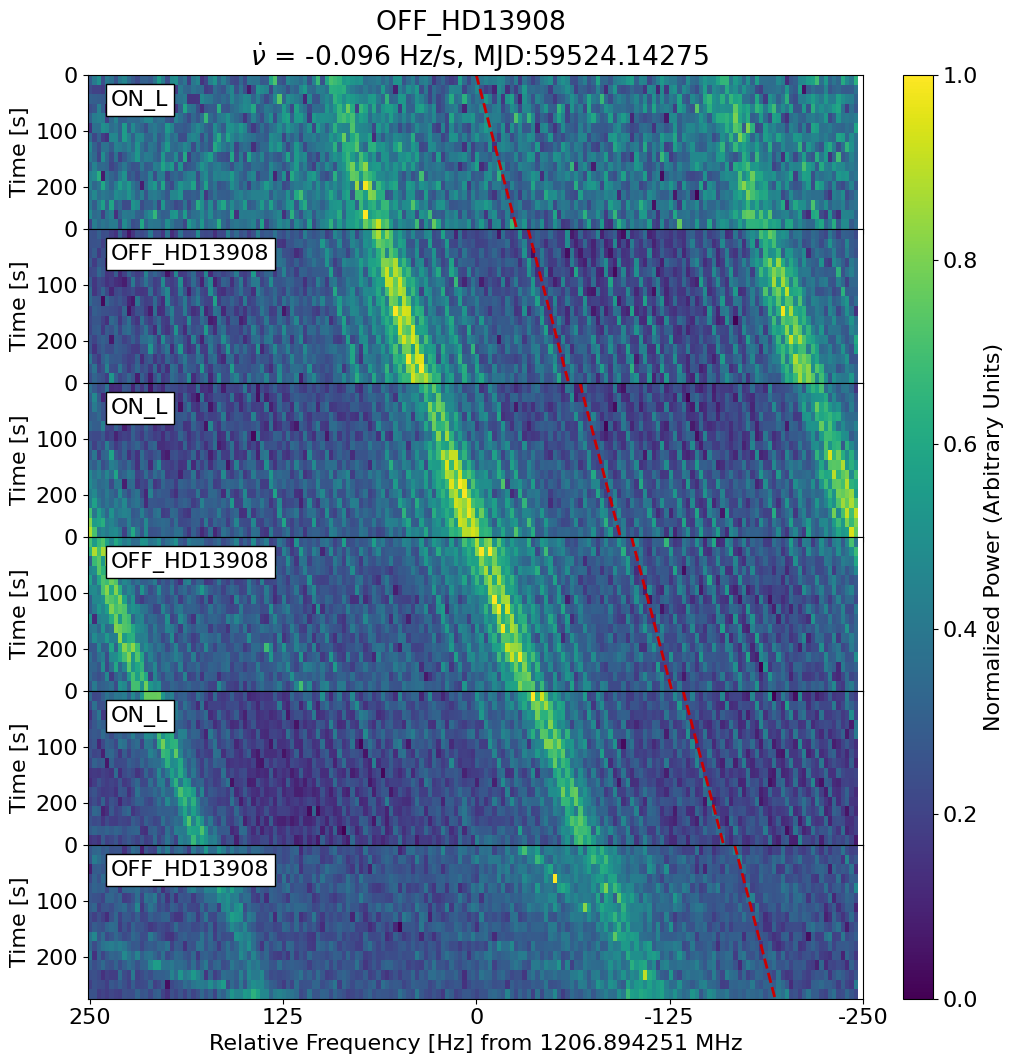 OFF_HD13908
ν̇ = -0.096 Hz/s, MJD:59524.14275
ON_L
OFF_HD13908
ON_L
OFF_HD13908
ON_L
OFF_HD13908
Time [s]
0
100
200
Time [s]
0
100
200
Time [s]
0
100
200
Time [s]
0
100
200
Time [s]
0
100
200
Time [s]
0
100
200
250 125 0 -125 -250
Relative Frequency [Hz] from 1206.894251 MHz
1.0
0.8
0.6
0.4
0.2
0.0
Normalized Power (Arbitrary Units)